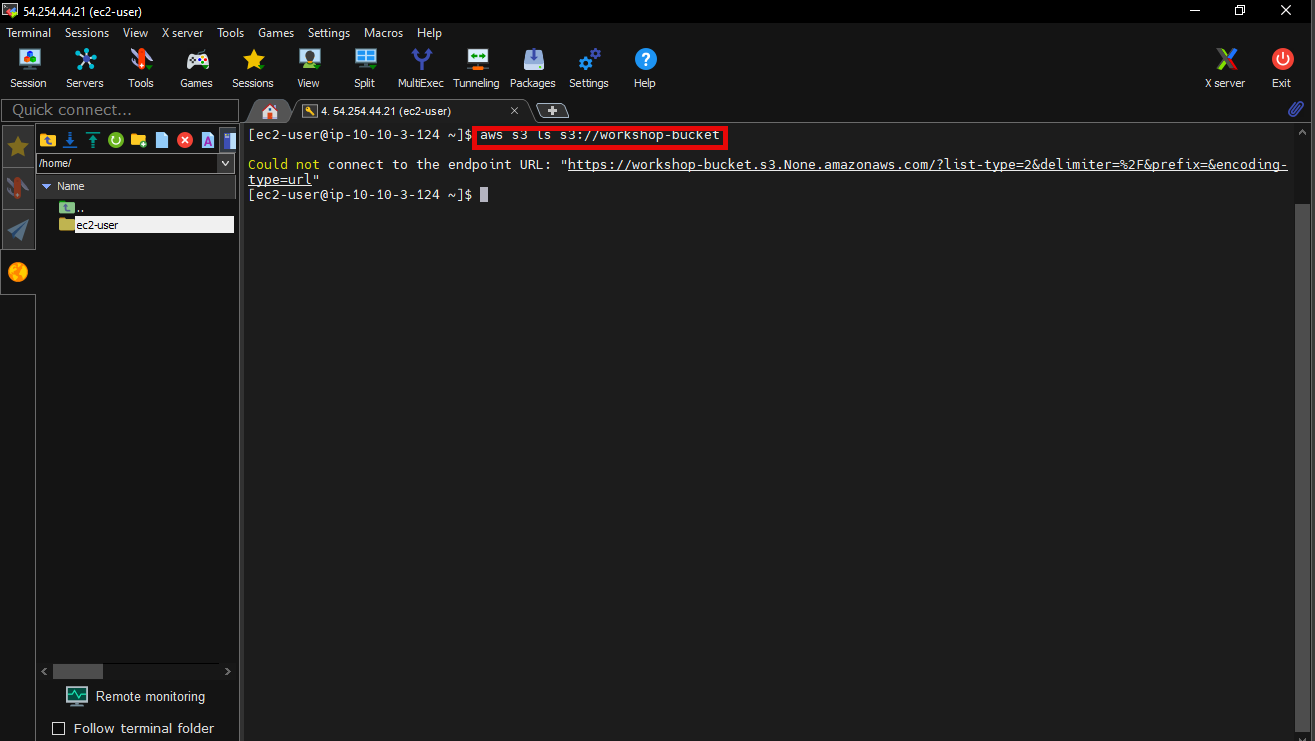 54.254.44.21 (ec2-user)
Terminal Sessions View X server Tools Games Settings Macros Help
Session Servers Tools Games Sessions View Split MultiExec Tunneling Packages Settings Help X server Exit
Quick connect...
4. 54.254.44.21 (ec2-user)
/home/
Name
..
ec2-user
[ec2-user@ip-10-10-3-124 ~]$ aws s3 ls s3://workshop-bucket
Could not connect to the endpoint URL: "https://workshop-bucket.s3.None.amazonaws.com/?list-type=2&delimiter=%2F&prefix=&encoding-
type=url"
[ec2-user@ip-10-10-3-124 ~]$
Remote monitoring
Follow terminal folder